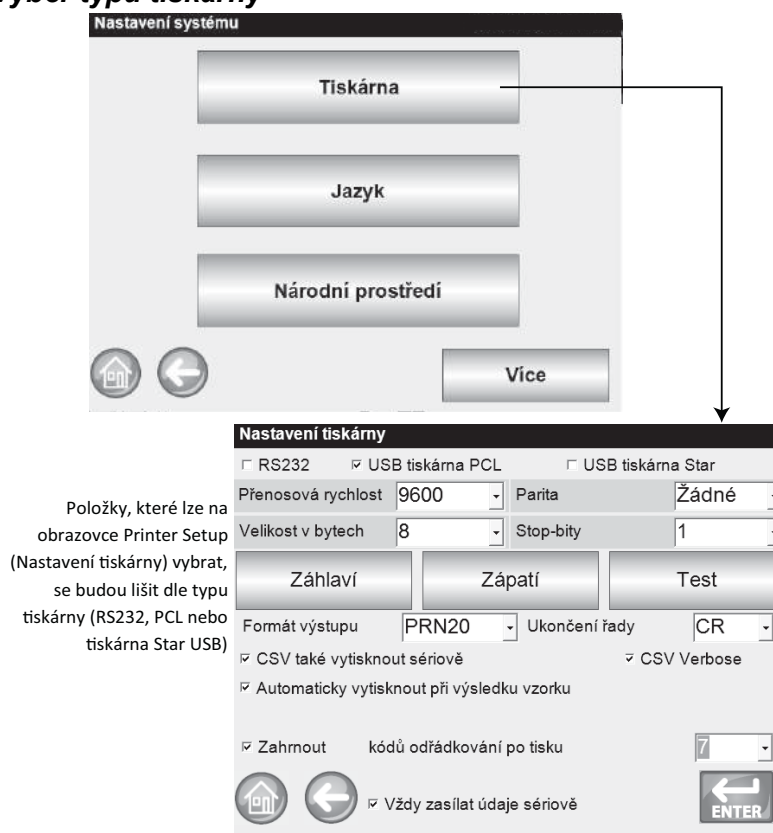 Výběr typu tiskárny
Nastavení systému
Tiskárna
Jazyk
Národní prostředí
Více
Nastavení tiskárny
RS232 USB tiskárna PCL USB tiskárna Star
Přenosová rychlost 9600 Parita Žádné
Velikost v bytech 8 Stop-bity 1
Záhlaví Zápatí Test
Formát výstupu PRN20 Ukončení řady CR
CSV také vytisknout sériově CSV Verbose
Automaticky vytisknout při výsledku vzorku
Zahrnout kódů odřádkování po tisku 7
Vždy zasílat údaje sériově ENTER
Položky, které lze na
obrazovce Printer Setup
(Nastavení tiskárny) vybrat,
se budou lišit dle typu
tiskárny (RS232, PCL nebo
tiskárna Star USB)